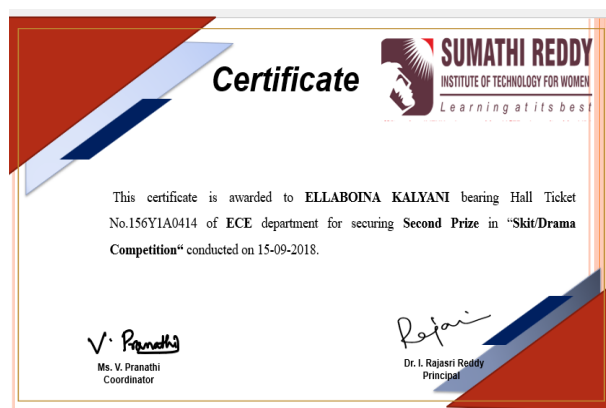 SUMATHI REDDY
INSTITUTE OF TECHNOLOGY FOR WOMEN
Learning at its best
Certificate
This certificate is awarded to ELLABOINA KALYANI bearing Hall Ticket
No.156Y1A0414 of ECE department for securing Second Prize in “Skit/Drama
Competition“ conducted on 15-09-2018.
V. Pranathi
Rajasri
Ms. V. Pranathi
Coordinator
Dr. I. Rajasri Reddy
Principal